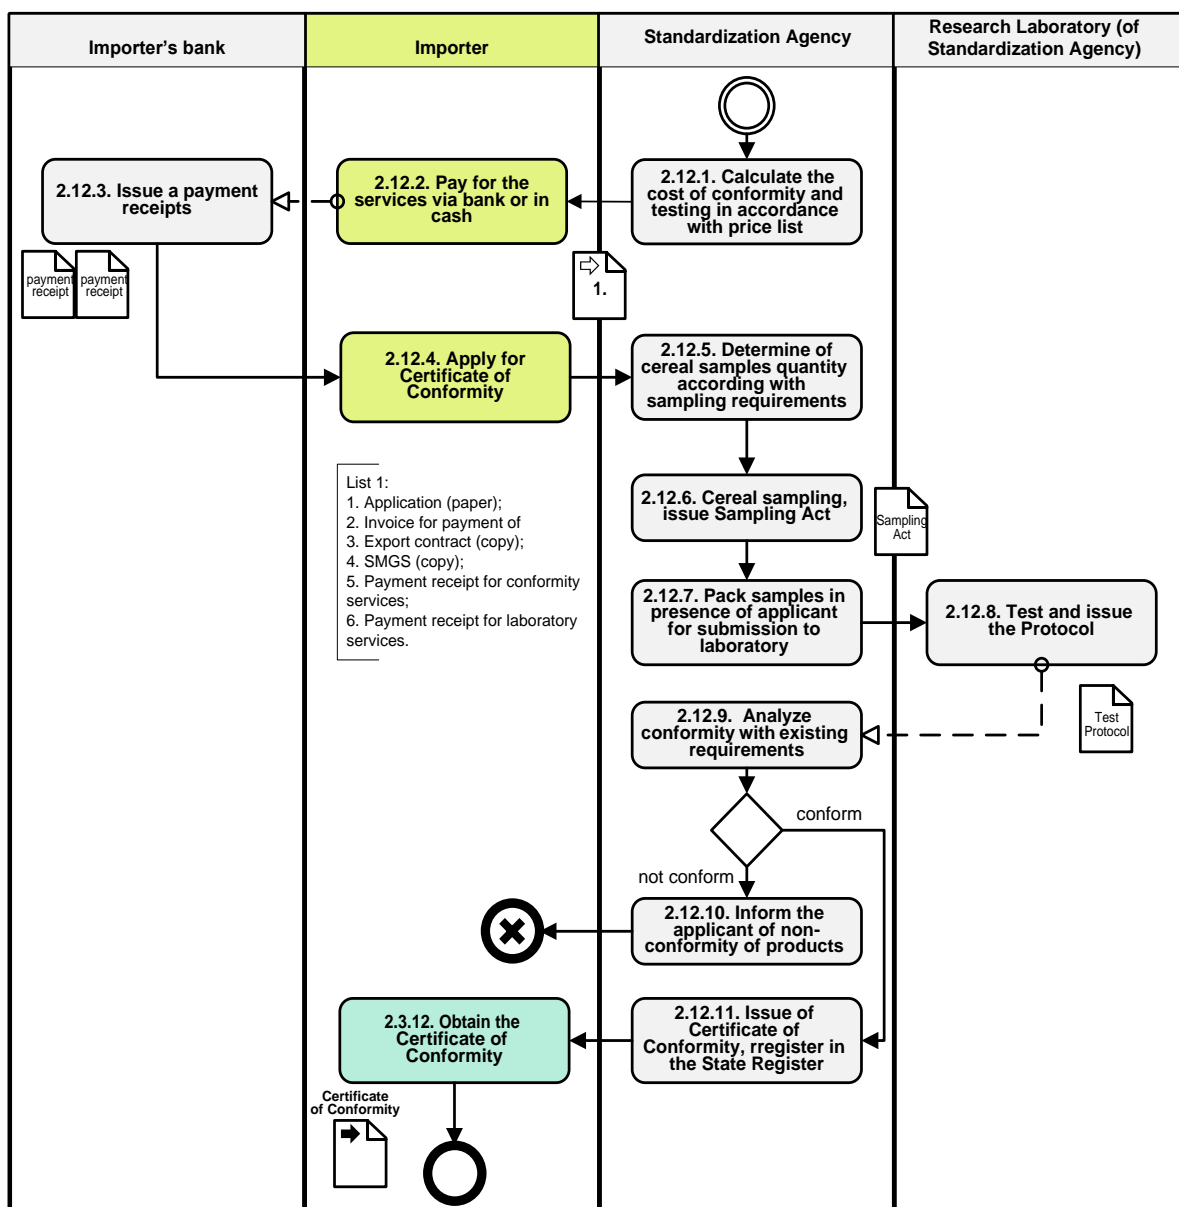 Importer's bank
Importer
Standardization Agency
Research Laboratory (of
Standardization Agency)
2.12.3. Issue a payment
receipts
2.12.2. Pay for the
services via bank or in
cash
2.12.1. Calculate the
cost of conformity and
testing in accordance
with price list
payment
receipt
payment
receipt
1.
2.12.4. Apply for
Certificate of
Conformity
2.12.5. Determine of
cereal samples quantity
according with
sampling requirements
List 1:
1. Application (paper);
2. Invoice for payment of
3. Export contract (copy);
4. SMGS (copy);
5. Payment receipt for conformity
services;
6. Payment receipt for laboratory
services.
2.12.6. Cereal sampling,
issue Sampling Act
Sampling
Act
2.12.7. Pack samples in
presence of applicant
for submission to
laboratory
2.12.8. Test and issue
the Protocol
2.12.9.  Analyze
conformity with existing
requirements
Test
Protocol
conform
not conform
2.12.10. Inform the
applicant of non-
conformity of products
2.3.12. Obtain the
Certificate of
Conformity
2.12.11. Issue of
Certificate of
Conformity, rregister in
the State Register
Certificate
of Conformity